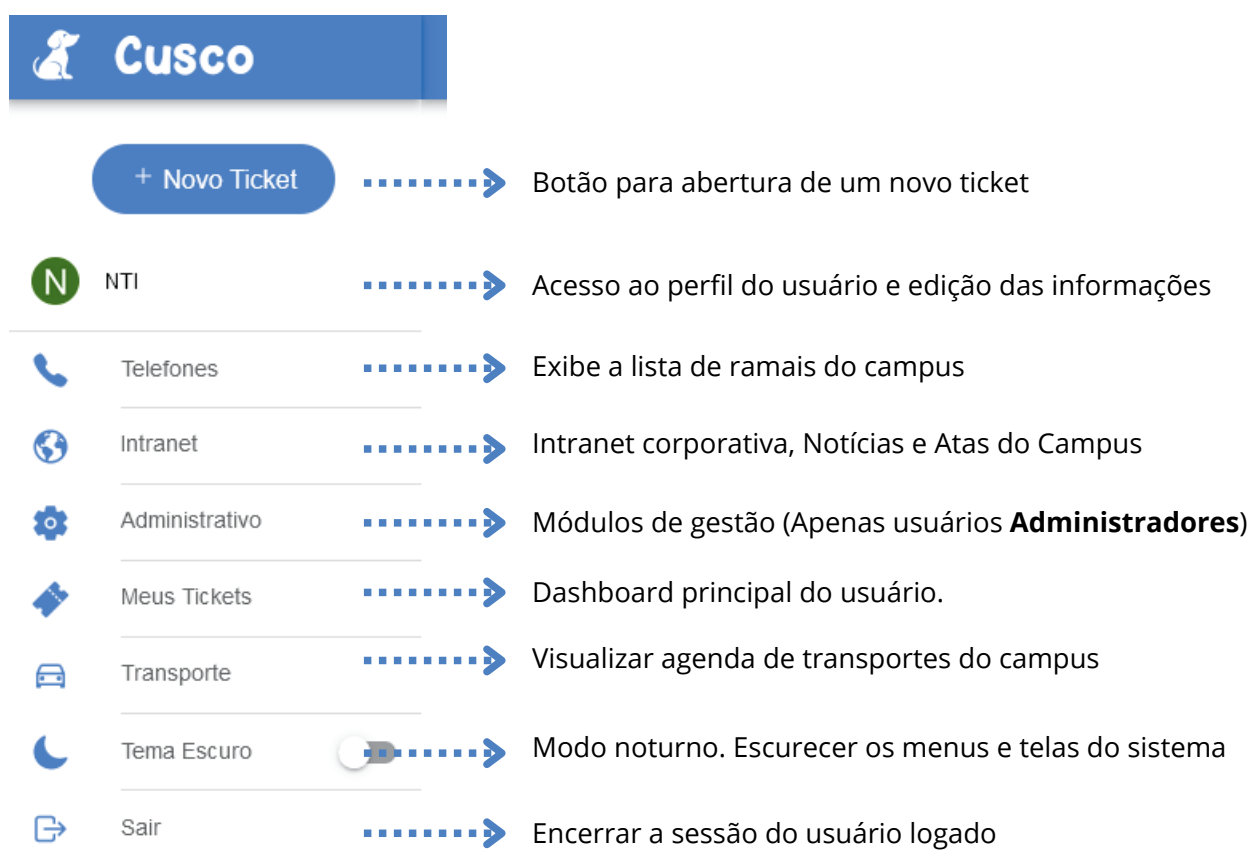 Cusco
+ Novo Ticket
Botão para abertura de um novo ticket
N
NTI
Acesso ao perfil do usuário e edição das informações
Telefones
Exibe a lista de ramais do campus
Intranet
Intranet corporativa, Notícias e Atas do Campus
Administrativo
Módulos de gestão (Apenas usuários Administradores)
Meus Tickets
Dashboard principal do usuário.
Transporte
Visualizar agenda de transportes do campus
Tema Escuro
Modo noturno. Escurecer os menus e telas do sistema
Sair
Encerrar a sessão do usuário logado